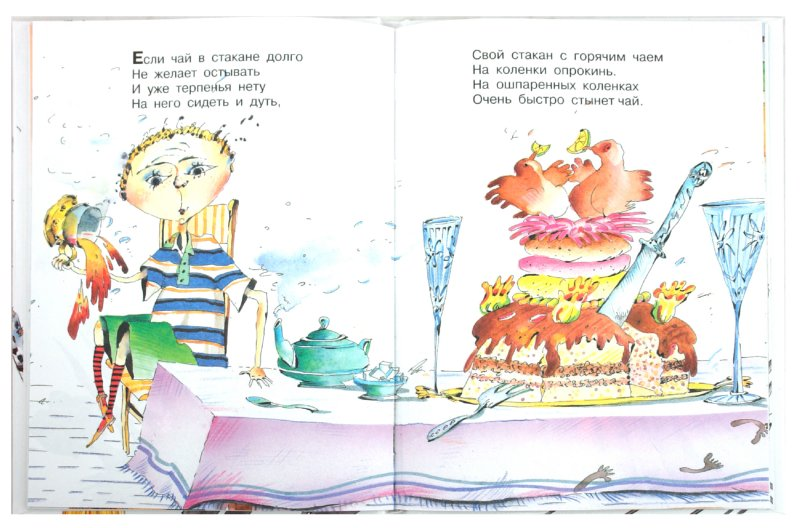 Если чай в стакане долго
Не желает остывать
И уже терпенья нету
На него сидеть и дуть,
Свой стакан с горячим чаем
На коленки опрокинь.
На ошпаренных коленках
Очень быстро стынет чай.